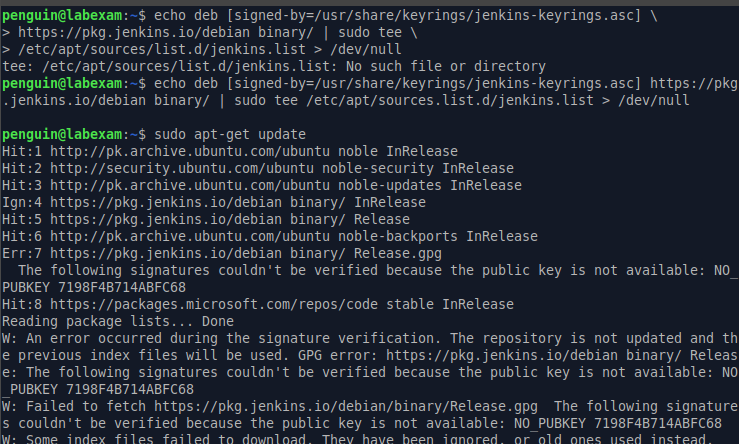 penguin@labexam:~$ echo deb [signed-by=/usr/share/keyrings/jenkins-keyrings.asc] \
> https://pkg.jenkins.io/debian binary/ | sudo tee \
> /etc/apt/sources/list.d/jenkins.list > /dev/null
tee: /etc/apt/sources/list.d/jenkins.list: No such file or directory
penguin@labexam:~$ echo deb [signed-by=/usr/share/keyrings/jenkins-keyrings.asc] https://pkg
.jenkins.io/debian binary/ | sudo tee /etc/apt/sources.list.d/jenkins.list > /dev/null
penguin@labexam:~$ sudo apt-get update
Hit:1 http://pk.archive.ubuntu.com/ubuntu noble InRelease
Hit:2 http://security.ubuntu.com/ubuntu noble-security InRelease
Hit:3 http://pk.archive.ubuntu.com/ubuntu noble-updates InRelease
Ign:4 https://pkg.jenkins.io/debian binary/ InRelease
Hit:5 https://pkg.jenkins.io/debian binary/ Release
Hit:6 http://pk.archive.ubuntu.com/ubuntu noble-backports InRelease
Err:7 https://pkg.jenkins.io/debian binary/ Release.gpg
  The following signatures couldn't be verified because the public key is not available: NO_
PUBKEY 7198F4B714ABFC68
Hit:8 https://packages.microsoft.com/repos/code stable InRelease
Reading package lists... Done
W: An error occurred during the signature verification. The repository is not updated and th
e previous index files will be used. GPG error: https://pkg.jenkins.io/debian binary/ Releas
e: The following signatures couldn't be verified because the public key is not available: NO
_PUBKEY 7198F4B714ABFC68
W: Failed to fetch https://pkg.jenkins.io/debian/binary/Release.gpg  The following signature
s couldn't be verified because the public key is not available: NO_PUBKEY 7198F4B714ABFC68
W: Some index files failed to download. They have been ignored, or old ones used instead.